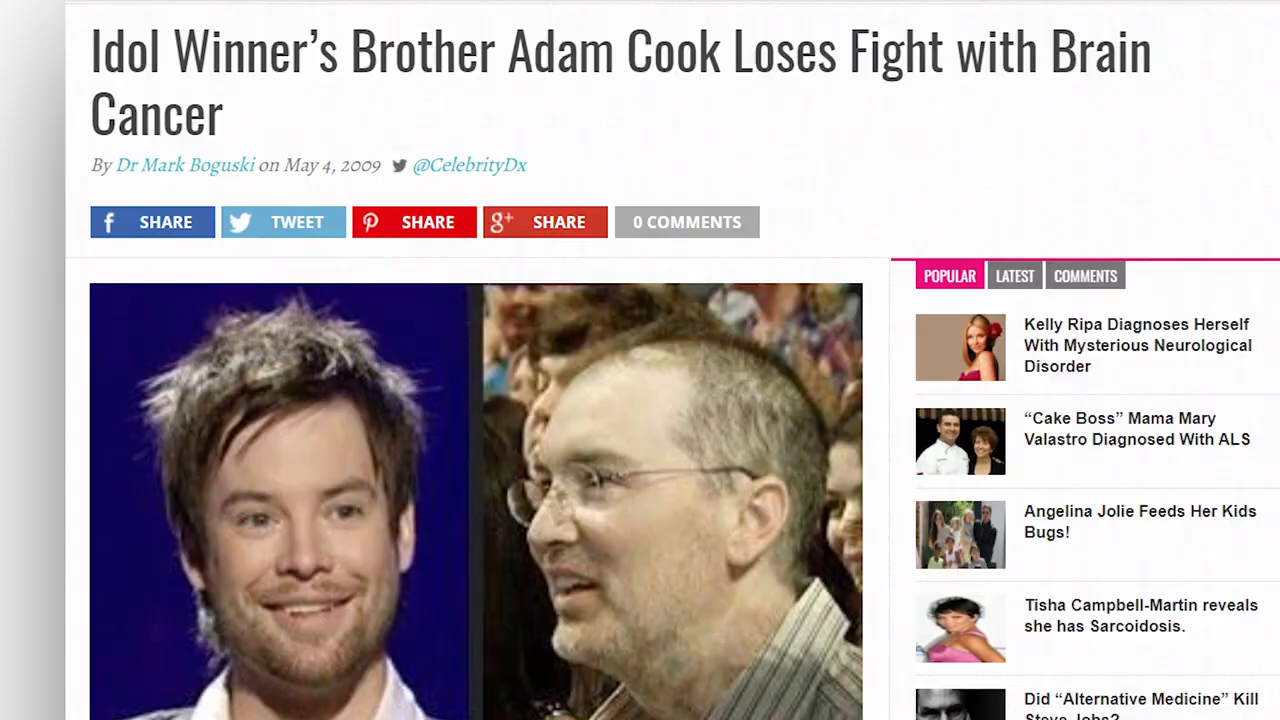 Idol Winner’s Brother Adam Cook Loses Fight with Brain
Cancer
By Dr Mark Boguski on May 4, 2009 @CelebrityDx
f SHARE
TWEET
SHARE
g+ SHARE
0 COMMENTS
POPULAR
LATEST
COMMENTS
Kelly Ripa Diagnoses Herself
With Mysterious Neurological
Disorder
“Cake Boss” Mama Mary
Valastro Diagnosed With ALS
Angelina Jolie Feeds Her Kids
Bugs!
Tisha Campbell-Martin reveals
she has Sarcoidosis.
Did “Alternative Medicine” Kill
Steve Jobs?